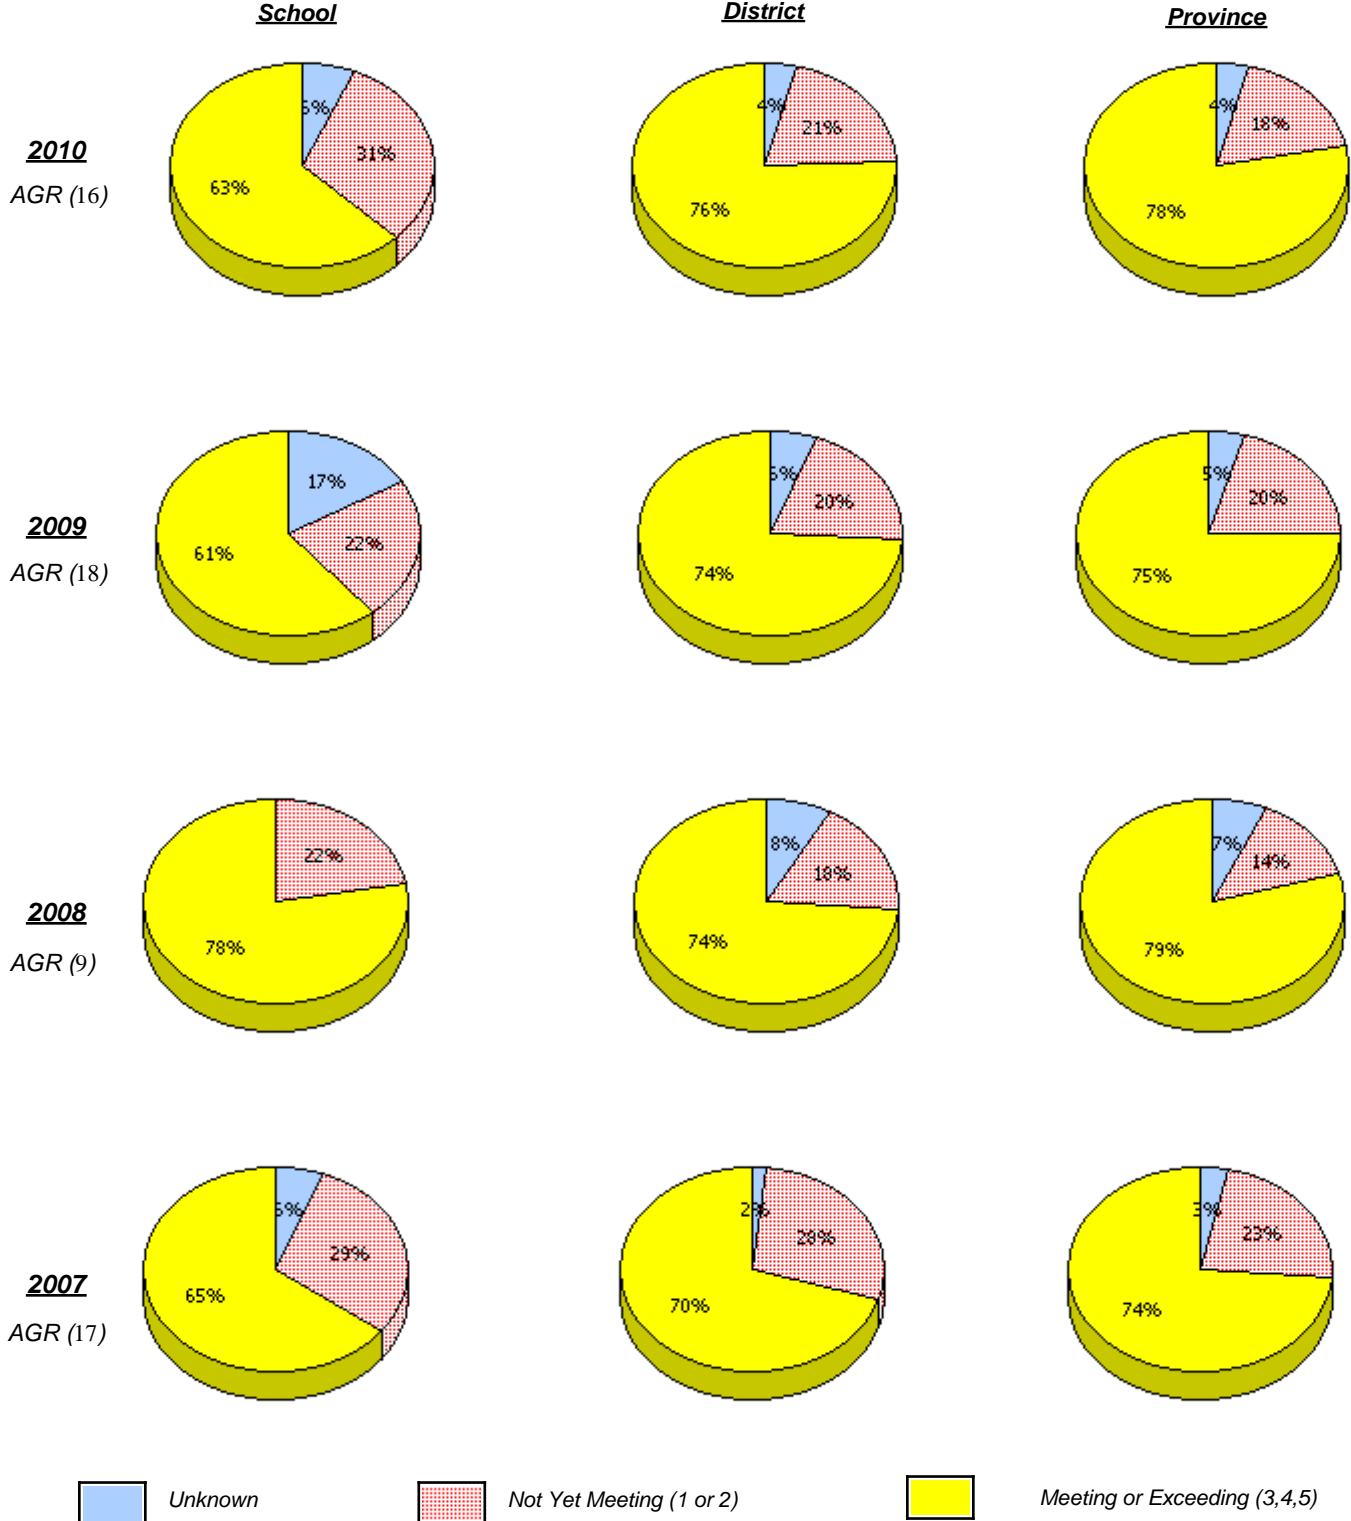 School District Province
6% 4% 4%
31% 21% 18%
2010
AGR (16)
63% 76% 78%
17% 6% 5%
22% 20% 20%
2009
AGR (18)
61% 74% 75%
8% 7%
22% 18% 14%
2008
AGR (9)
78% 74% 79%
6% 2% 3%
29% 28% 23%
2007
AGR (17)
65% 70% 74%
Unknown Not Yet Meeting (1 or 2) Meeting or Exceeding (3,4,5)